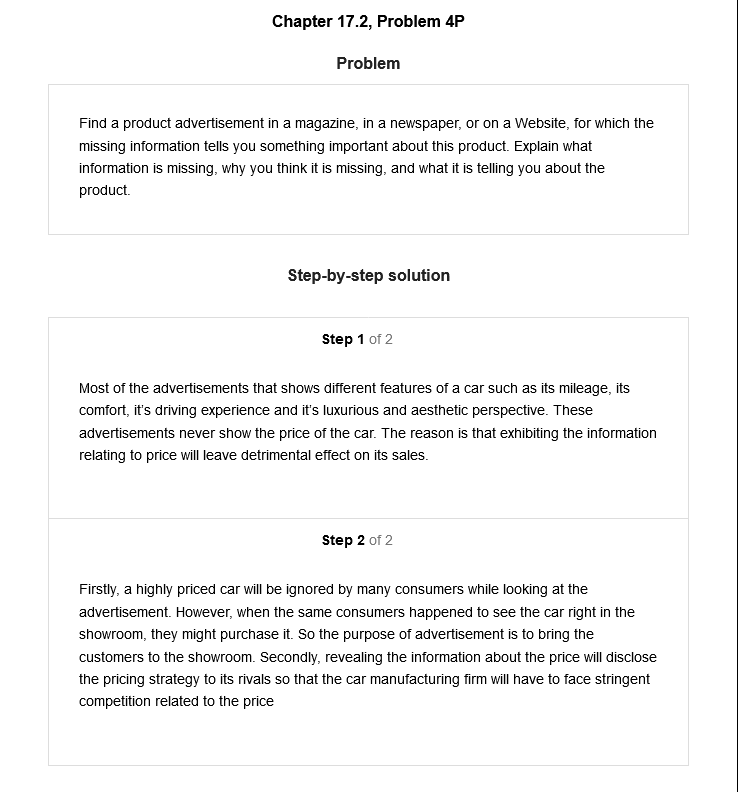 Chapter 17.2, Problem 4P
Problem
Find a product advertisement in a magazine, in a newspaper, or on a Website, for which the
missing information tells you something important about this product. Explain what
information is missing, why you think it is missing, and what it is telling you about the
product.
Step-by-step solution
Step 1 of 2
Most of the advertisements that shows different features of a car such as its mileage, its
comfort, it's driving experience and it's luxurious and aesthetic perspective. These
advertisements never show the price of the car. The reason is that exhibiting the information
relating to price will leave detrimental effect on its sales.
Step 2 of 2
Firstly, a highly priced car will be ignored by many consumers while looking at the
advertisement. However, when the same consumers happened to see the car right in the
showroom, they might purchase it. So the purpose of advertisement is to bring the
customers to the showroom. Secondly, revealing the information about the price will disclose
the pricing strategy to its rivals so that the car manufacturing firm will have to face stringent
competition related to the price